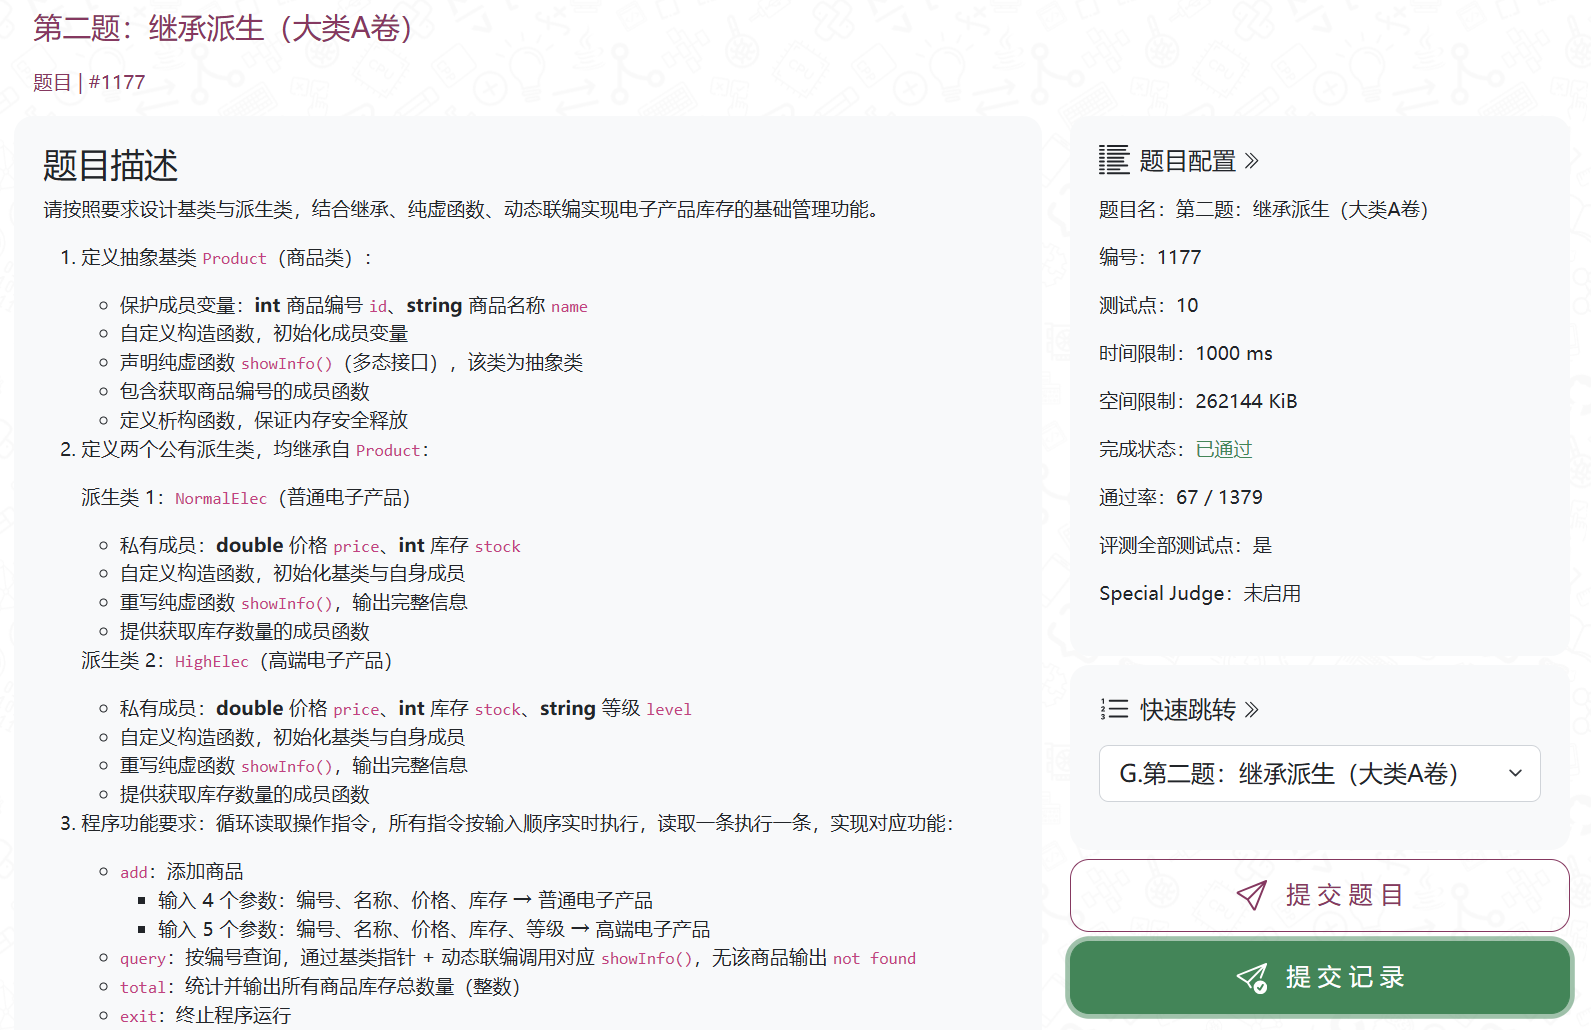 第二题：继承派生（大类A卷）
题目 | #1177
题目描述
请按照要求设计基类与派生类，结合继承、纯虚函数、动态联编实现电子产品库存的基础管理功能。
1. 定义抽象基类 Product（商品类）：
保护成员变量：int 商品编号 id、string 商品名称 name
自定义构造函数，初始化成员变量
声明纯虚函数 showInfo()（多态接口），该类为抽象类
包含获取商品编号的成员函数
定义析构函数，保证内存安全释放
2. 定义两个公有派生类，均继承自 Product：
派生类 1：NormalElec（普通电子产品）
私有成员：double 价格 price、int 库存 stock
自定义构造函数，初始化基类与自身成员
重写纯虚函数 showInfo()，输出完整信息
提供获取库存数量的成员函数
派生类 2：HighElec（高端电子产品）
私有成员：double 价格 price、int 库存 stock、string 等级 level
自定义构造函数，初始化基类与自身成员
重写纯虚函数 showInfo()，输出完整信息
提供获取库存数量的成员函数
3. 程序功能要求：循环读取操作指令，所有指令按输入顺序实时执行，读取一条执行一条，实现对应功能：
add：添加商品
输入 4 个参数：编号、名称、价格、库存 → 普通电子产品
输入 5 个参数：编号、名称、价格、库存、等级 → 高端电子产品
query：按编号查询，通过基类指针 + 动态联编调用对应 showInfo()，无该商品输出 not found
total：统计并输出所有商品库存总数量（整数）
exit：终止程序运行
题目配置
题目名：第二题：继承派生（大类A卷）
编号：1177
测试点：10
时间限制：1000 ms
空间限制：262144 KiB
完成状态：已通过
通过率：67 / 1379
评测全部测试点：是
Special Judge：未启用
快速跳转
G.第二题：继承派生（大类A卷）
提交题目
提交记录